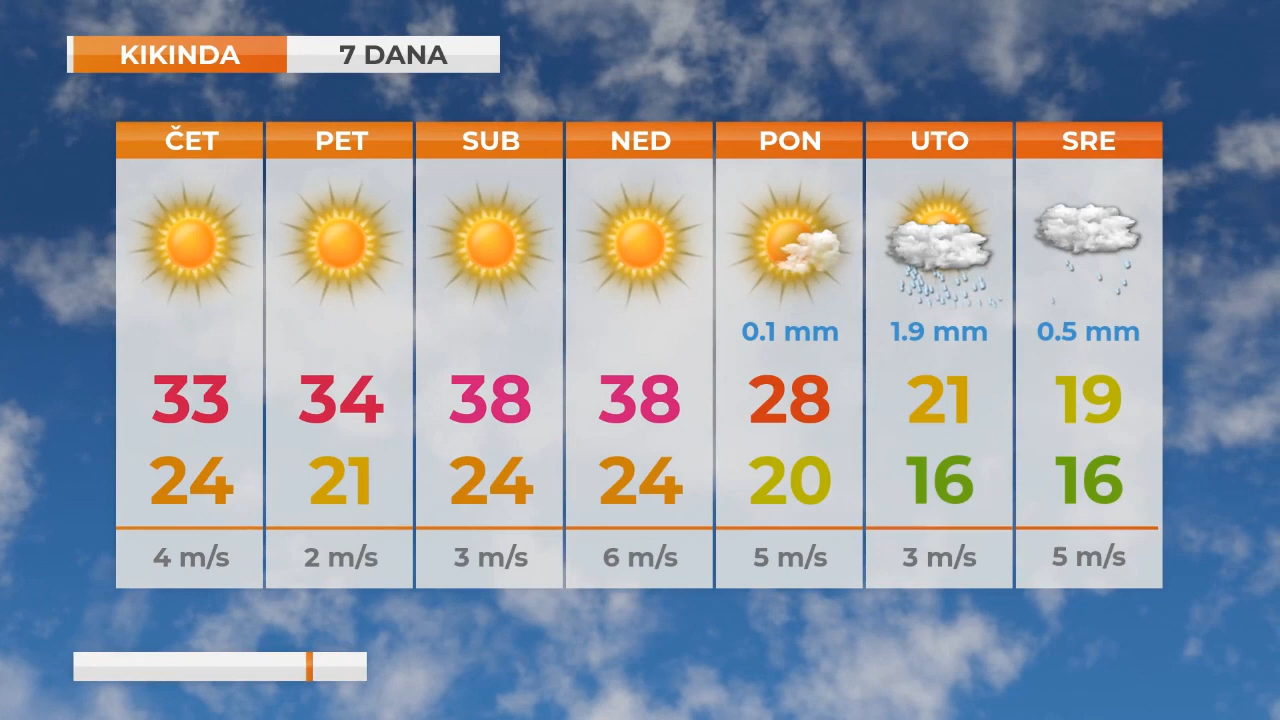 KIKINDA 7 DANA
ČET PET SUB NED PON UTO SRE
0.1 mm 1.9 mm 0.5 mm
33 34 38 38 28 21 19
24 21 24 24 20 16 16
4 m/s 2 m/s 3 m/s 6 m/s 5 m/s 3 m/s 5 m/s